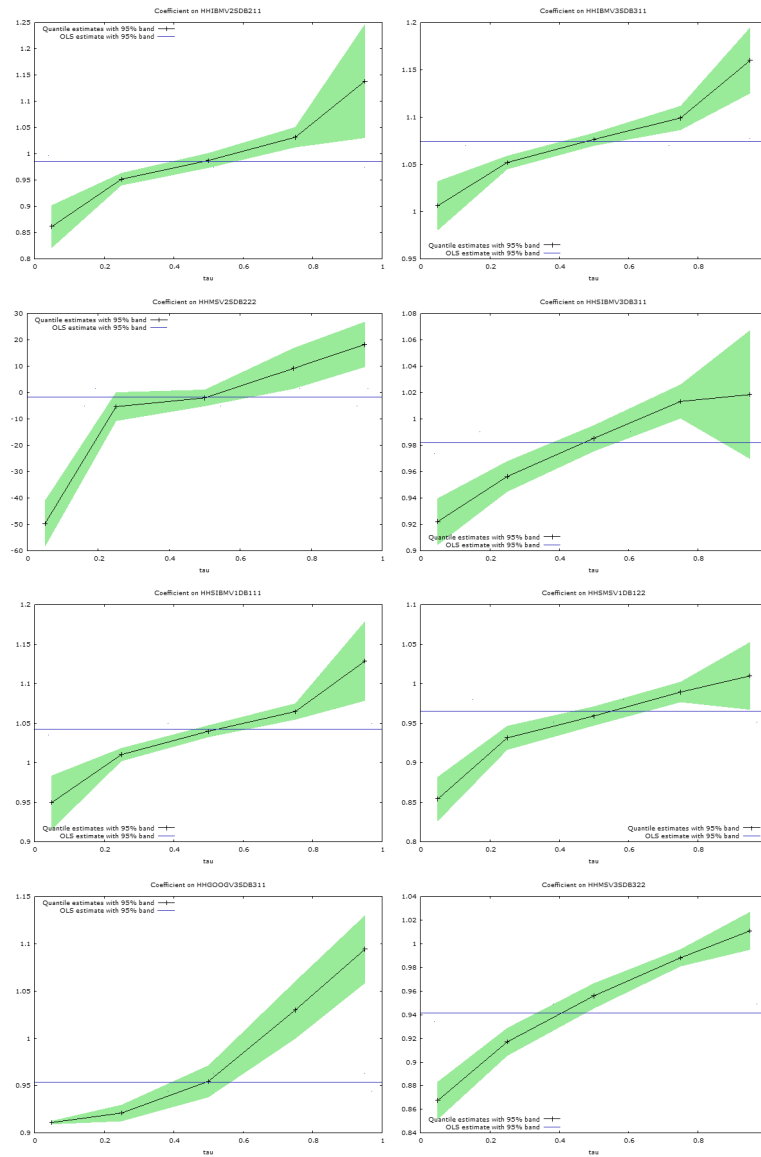 Coefficient on HHIBMV2SDB211
1.25
1.2
1.15
1.1
1.05
1
0.95
0.9
0.85
0.8
Quantile estimates with 95% band
OLS estimate with 95% band
0 0.2 0.4 0.6 0.8 1
tau
Coefficient on HHIBMV3SDB311
1.2
1.15
1.1
1.05
1
0.95
Quantile estimates with 95% band
OLS estimate with 95% band
0 0.2 0.4 0.6 0.8
tau
Coefficient on HHMSV2SDB222
30
20
10
0
-10
-20
-30
-40
-50
-60
Quantile estimates with 95% band
OLS estimate with 95% band
0 0.2 0.4 0.6 0.8 1
tau
Coefficient on HHSIBMV3DB311
1.08
1.06
1.04
1.02
1
0.98
0.96
0.94
0.92
0.9
Quantile estimates with 95% band
OLS estimate with 95% band
0 0.2 0.4 0.6 0.8
tau
Coefficient on HHSIBMV1DB111
1.2
1.15
1.1
1.05
1
0.95
0.9
Quantile estimates with 95% band
OLS estimate with 95% band
0 0.2 0.4 0.6 0.8 1
tau
Coefficient on HHSMSV1DB122
1.1
1.05
1
0.95
0.9
0.85
0.8
Quantile estimates with 95% band
OLS estimate with 95% band
0 0.2 0.4 0.6 0.8
tau
Coefficient on HHGOOGV3SDB311
1.15
1.1
1.05
1
0.95
0.9
Quantile estimates with 95% band
OLS estimate with 95% band
0 0.2 0.4 0.6 0.8 1
tau
Coefficient on HHMSV3SDB322
1.04
1.02
1
0.98
0.96
0.94
0.92
0.9
0.88
0.86
0.84
Quantile estimates with 95% band
OLS estimate with 95% band
0 0.2 0.4 0.6 0.8
tau